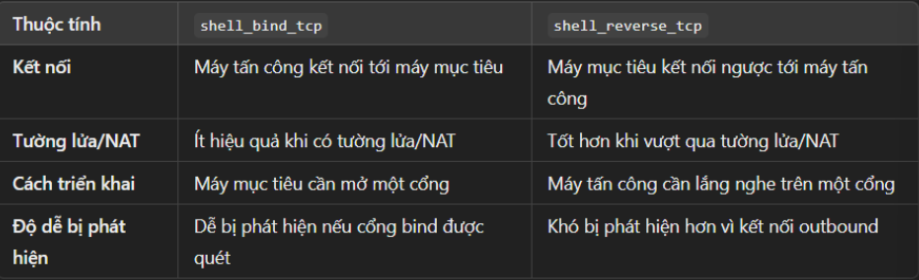 Thuộc tính shell_bind_tcp shell_reverse_tcp
Kết nối Máy tấn công kết nối tới máy mục tiêu Máy mục tiêu kết nối ngược tới máy tấn
công
Tường lửa/NAT Ít hiệu quả khi có tường lửa/NAT Tốt hơn khi vượt qua tường lửa/NAT
Cách triển khai Máy mục tiêu cần mở một cổng Máy tấn công cần lắng nghe trên một cổng
Độ dễ bị phát Dễ bị phát hiện nếu cổng bind được Khó bị phát hiện hơn vì kết nối outbound
hiện quét